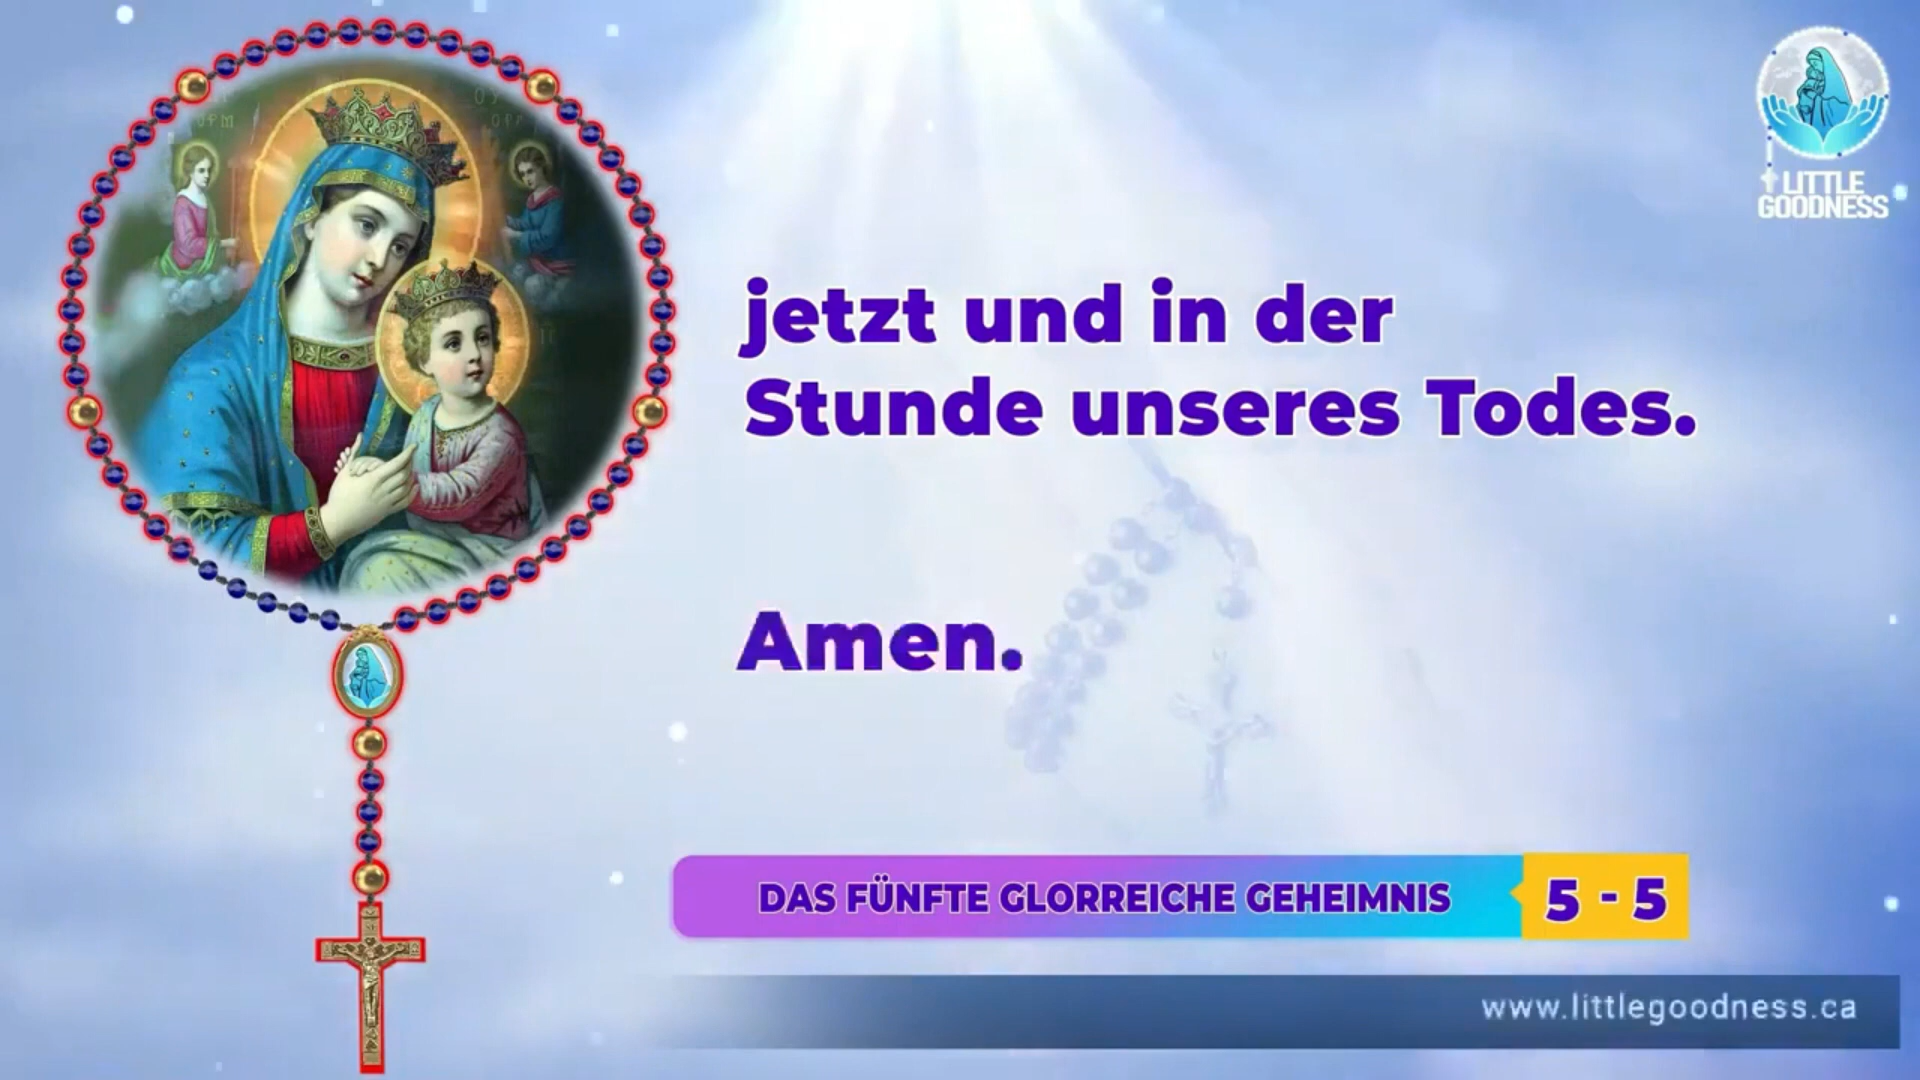 LITTLE
GOODNESS
jetzt und in der
Stunde unseres Todes.
Amen.
DAS FÜNFTE GLORREICHE GEHEIMNIS
5 - 5
www.littlegoodness.ca